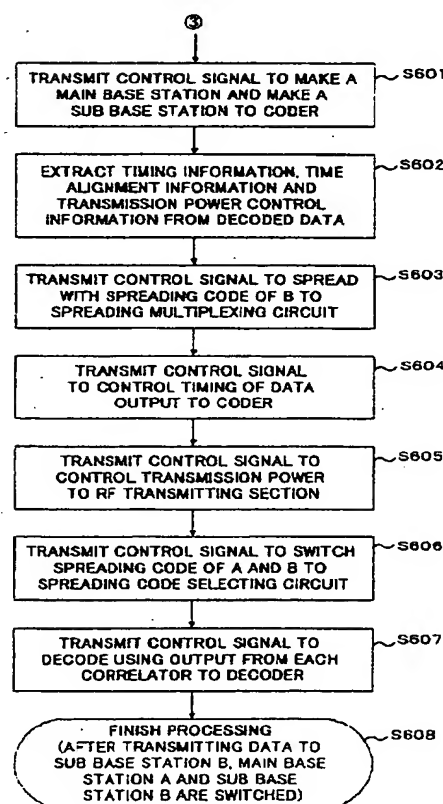 ③
TRANSMIT CONTROL SIGNAL TO MAKE A
MAIN BASE STATION AND MAKE A
SUB BASE STATION TO CODER
S601
EXTRACT TIMING INFORMATION, TIME
ALIGNMENT INFORMATION AND
TRANSMISSION POWER CONTROL
INFORMATION FROM DECODED DATA
S602
TRANSMIT CONTROL SIGNAL TO SPREAD
WITH SPREADING CODE OF B TO
SPREADING MULTIPLEXING CIRCUIT
S603
TRANSMIT CONTROL SIGNAL
TO CONTROL TIMING OF DATA
OUTPUT TO CODER
S604
TRANSMIT CONTROL SIGNAL TO
CONTROL TRANSMISSION POWER
TO RF TRANSMITTING SECTION
S605
TRANSMIT CONTROL SIGNAL TO SWITCH
SPREADING CODE OF A AND B TO
SPREADING CODE SELECTING CIRCUIT
S606
TRANSMIT CONTROL SIGNAL TO
DECODE USING OUTPUT FROM EACH
CORRELATOR TO DECODER
S607
FINISH PROCESSING
(AFTER TRANSMITTING DATA TO
SUB BASE STATION B, MAIN BASE
STATION A AND SUB BASE
STATION B ARE SWITCHED)
S608